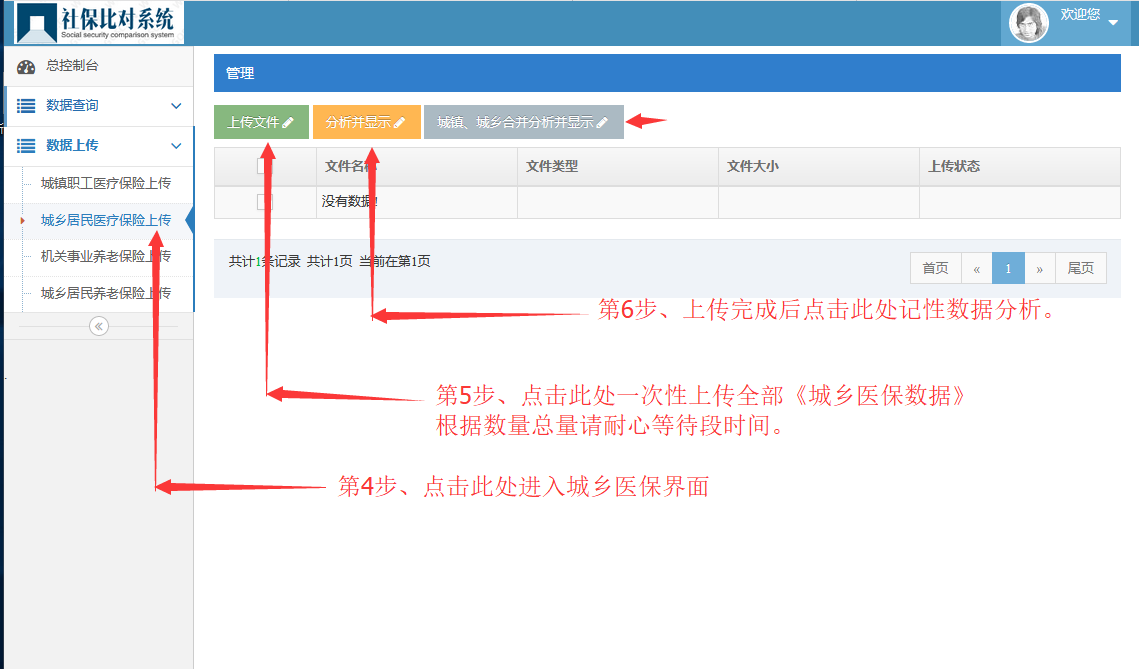 社保比对系统
Social security comparison system
欢迎您
总控制台
数据查询
数据上传
城镇职工医疗保险上传
城乡居民医疗保险上传
机关事业养老保险上传
城乡居民养老保险上传
«
管理
上传文件
分析并显示
城镇、城乡合并分析并显示
文件名称
文件类型
文件大小
上传状态
没有数据!
共计1条记录 共计1页 当前在第1页
首页
«
1
»
尾页
第6步、上传完成后点击此处记性数据分析。
第5步、点击此处一次性上传全部《城乡医保数据》
根据数量总量请耐心等待段时间。
第4步、点击此处进入城乡医保界面